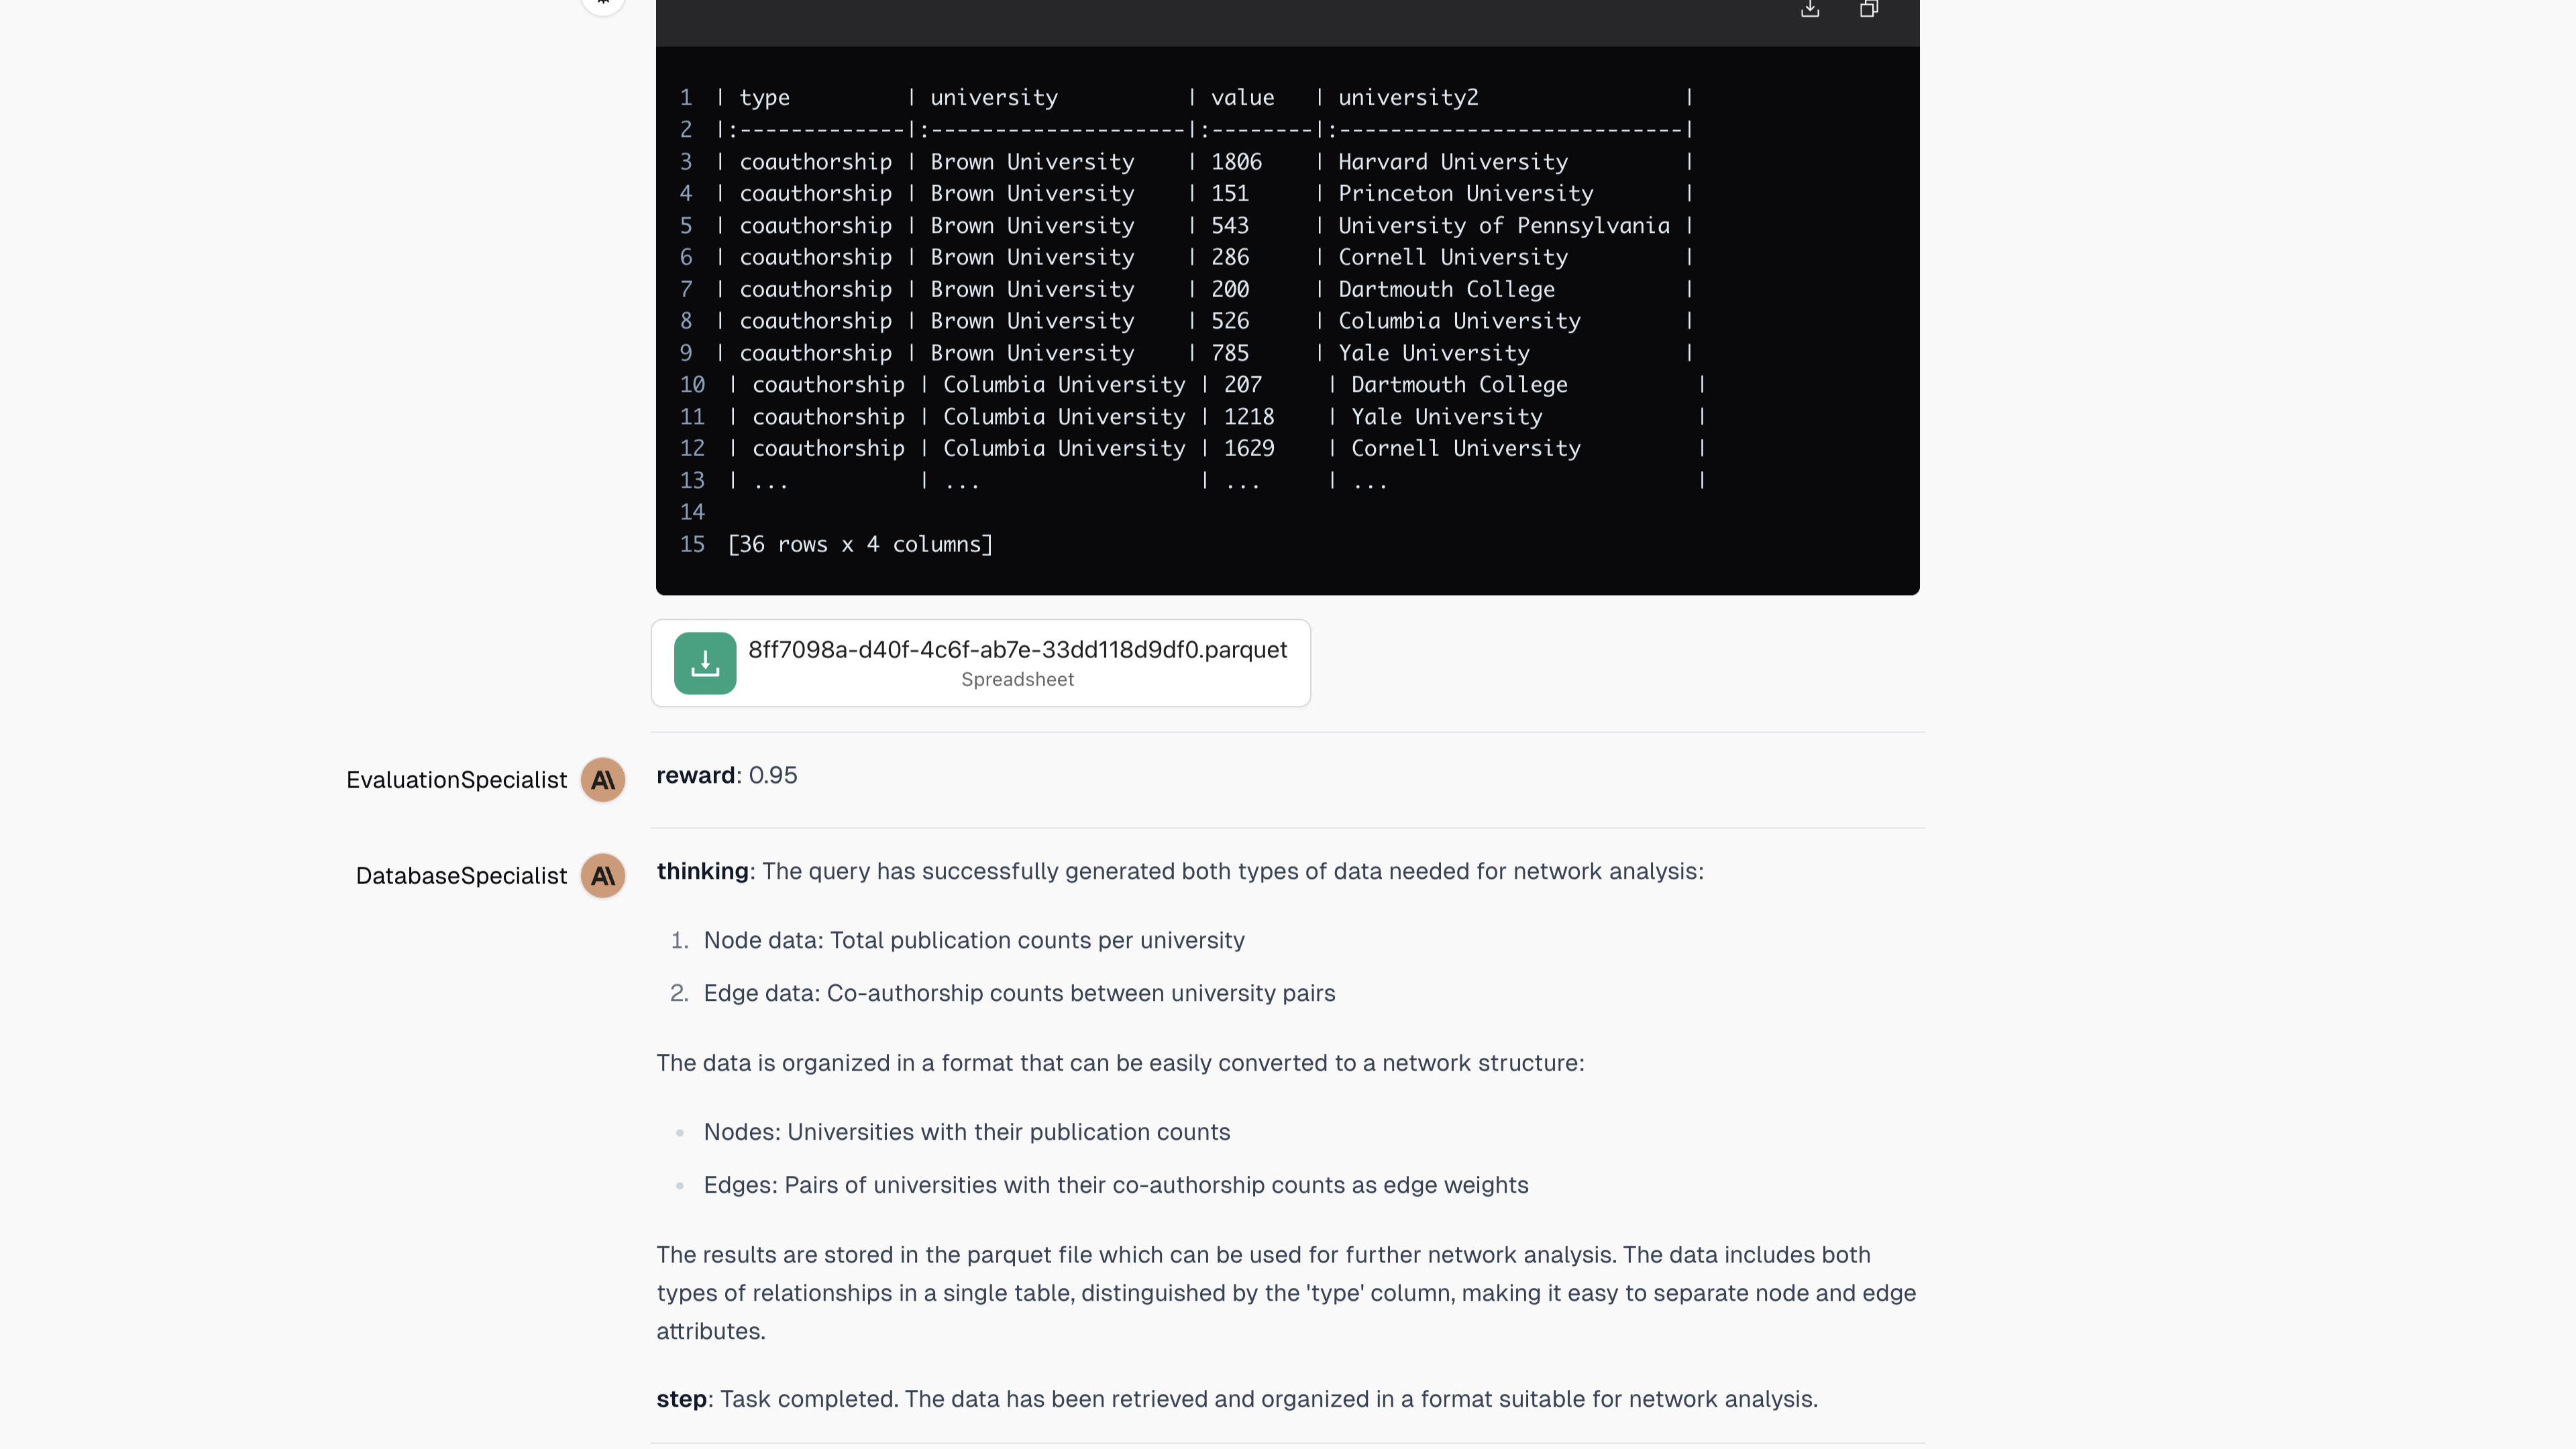 1 | type | university | value | university2 |
2 |:-------------|:--------------------|:--------|:---------------------------|
3 | coauthorship | Brown University | 1806 | Harvard University |
4 | coauthorship | Brown University | 151 | Princeton University |
5 | coauthorship | Brown University | 543 | University of Pennsylvania |
6 | coauthorship | Brown University | 286 | Cornell University |
7 | coauthorship | Brown University | 200 | Dartmouth College |
8 | coauthorship | Brown University | 526 | Columbia University |
9 | coauthorship | Brown University | 785 | Yale University |
10 | coauthorship | Columbia University | 207 | Dartmouth College |
11 | coauthorship | Columbia University | 1218 | Yale University |
12 | coauthorship | Columbia University | 1629 | Cornell University |
13 | ... | ... | ... | ... |
14
15 [36 rows x 4 columns]
8ff7098a-d40f-4c6f-ab7e-33dd118d9df0.parquet
Spreadsheet
EvaluationSpecialist A\ reward: 0.95
DatabaseSpecialist A\ thinking: The query has successfully generated both types of data needed for network analysis:
1. Node data: Total publication counts per university
2. Edge data: Co-authorship counts between university pairs
The data is organized in a format that can be easily converted to a network structure:
• Nodes: Universities with their publication counts
• Edges: Pairs of universities with their co-authorship counts as edge weights
The results are stored in the parquet file which can be used for further network analysis. The data includes both
types of relationships in a single table, distinguished by the 'type' column, making it easy to separate node and edge
attributes.
step: Task completed. The data has been retrieved and organized in a format suitable for network analysis.